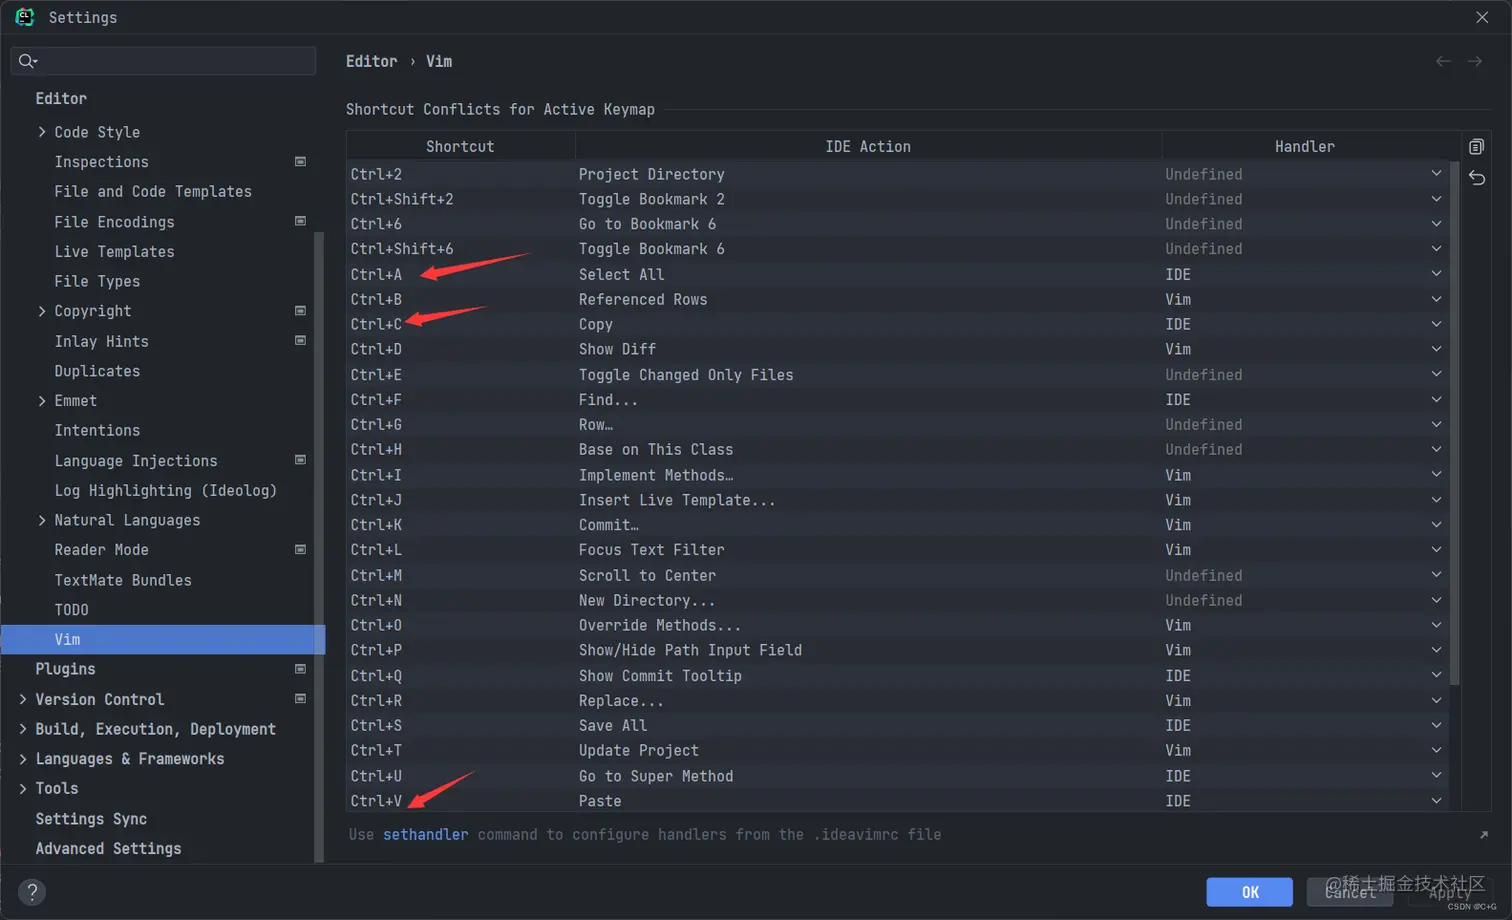 CL
Settings
Editor
Code Style
Inspections
File and Code Templates
File Encodings
Live Templates
File Types
Copyright
Inlay Hints
Duplicates
Emmet
Intentions
Language Injections
Log Highlighting (Ideolog)
Natural Languages
Reader Mode
TextMate Bundles
TODO
Vim
Plugins
Version Control
Build, Execution, Deployment
Languages & Frameworks
Tools
Settings Sync
Advanced Settings
?
Editor › Vim
Shortcut Conflicts for Active Keymap
Shortcut IDE Action Handler
Ctrl+2 Project Directory Undefined
Ctrl+Shift+2 Toggle Bookmark 2 Undefined
Ctrl+6 Go to Bookmark 6 Undefined
Ctrl+Shift+6 Toggle Bookmark 6 Undefined
Ctrl+A Select All IDE
Ctrl+B Referenced Rows Vim
Ctrl+C Copy IDE
Ctrl+D Show Diff Vim
Ctrl+E Toggle Changed Only Files Undefined
Ctrl+F Find... IDE
Ctrl+G Row… Undefined
Ctrl+H Base on This Class Undefined
Ctrl+I Implement Methods… Vim
Ctrl+J Insert Live Template... Vim
Ctrl+K Commit… Vim
Ctrl+L Focus Text Filter Vim
Ctrl+M Scroll to Center Undefined
Ctrl+N New Directory... Undefined
Ctrl+O Override Methods... Vim
Ctrl+P Show/Hide Path Input Field Vim
Ctrl+Q Show Commit Tooltip IDE
Ctrl+R Replace... Vim
Ctrl+S Save All IDE
Ctrl+T Update Project Vim
Ctrl+U Go to Super Method IDE
Ctrl+V Paste IDE
Use sethandler command to configure handlers from the .ideavimrc file
OK Cancel Apply
@稀土掘金技术社区
CSDN @C+G